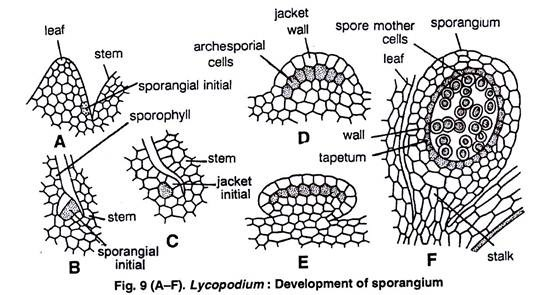 leaf
stem
sporangial initial
A
sporophyll
stem
sporangial
initial
B
stem
jacket
initial
C
jacket
wall
archesporial
cells
D
E
spore mother
cells
sporangium
leaf
wall
tapetum
F
stalk
Fig. 9 (A–F). Lycopodium : Development of sporangium